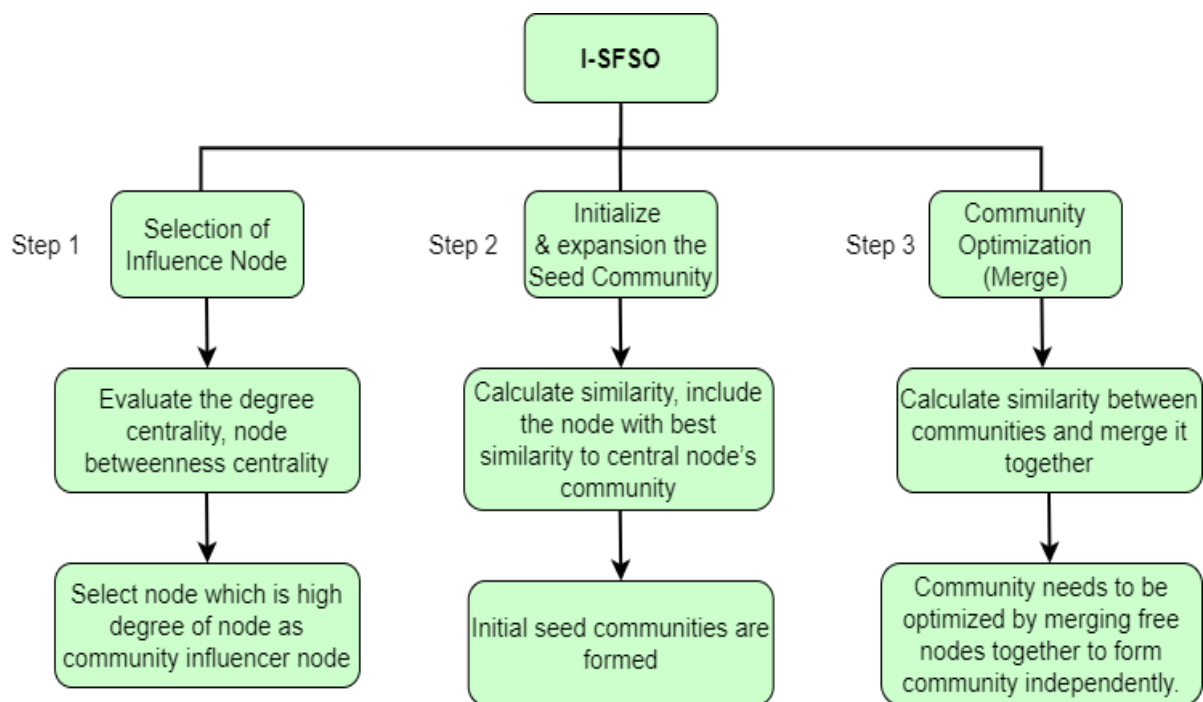 I-SFSO
Step 1
Selection of
Influence Node
Step 2
Initialize
& expansion the
Seed Community
Step 3
Community
Optimization
(Merge)
Evaluate the degree
centrality, node
betweenness centrality
Calculate similarity, include
the node with best
similarity to central node’s
community
Calculate similarity between
communities and merge it
together
Select node which is high
degree of node as
community influencer node
Initial seed communities are
formed
Community needs to be
optimized by merging free
nodes together to form
community independently.